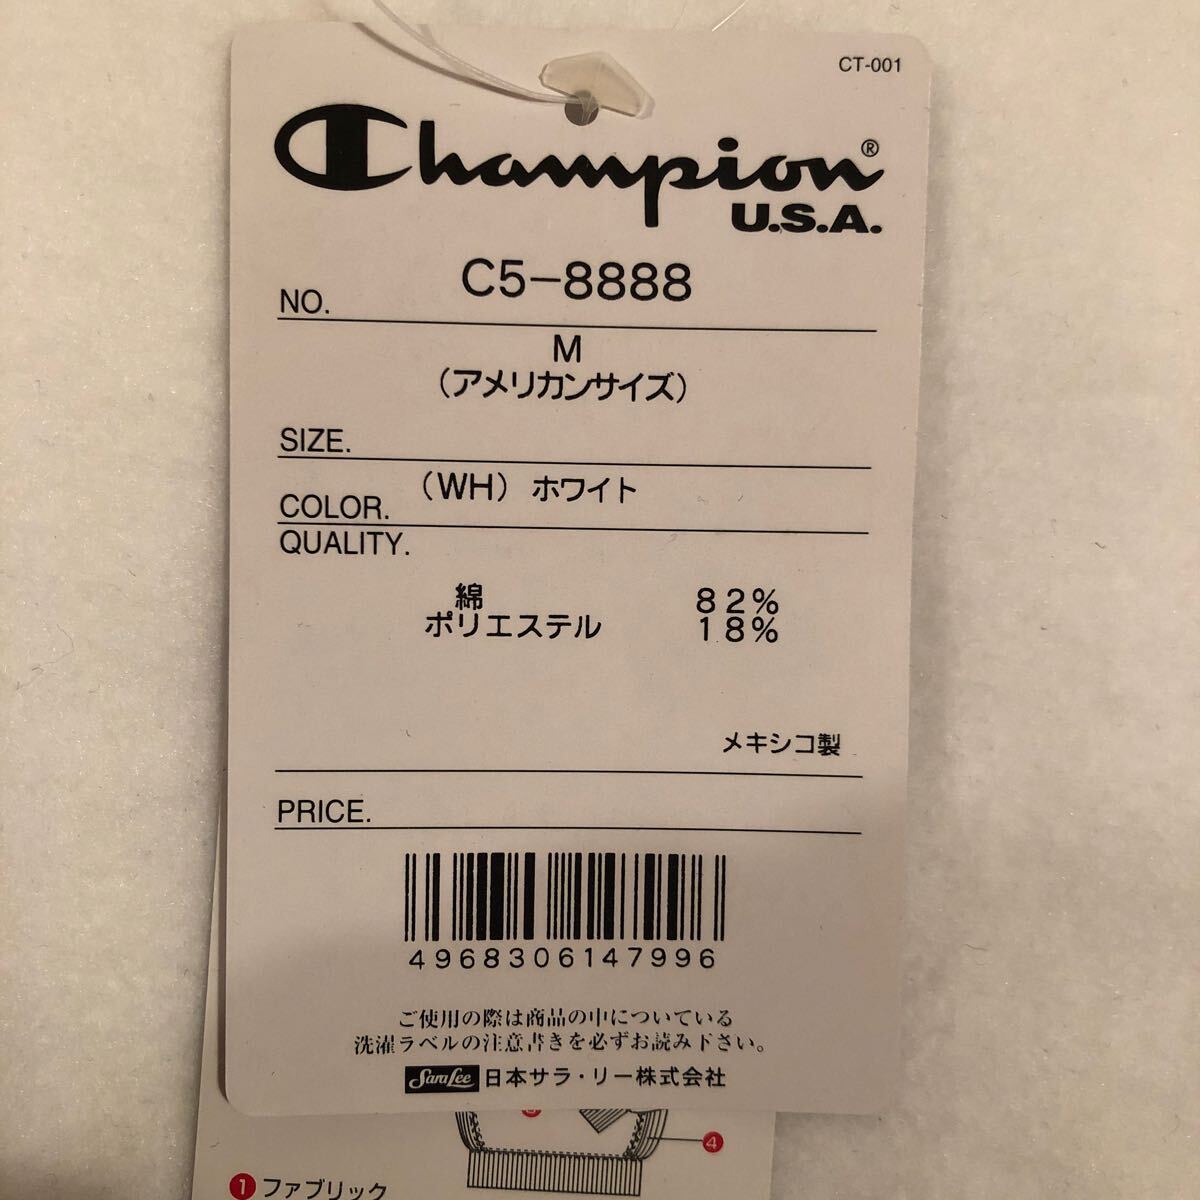 CT-001
Champion®
U.S.A.
NO. C5-8888
M
(アメリカンサイズ)
SIZE.
COLOR. (WH) ホワイト
QUALITY.
綿 82%
ポリエステル 18%
メキシコ製
PRICE.
4968306147996
ご使用の際は商品の中についている
洗濯ラベルの注意書きを必ずお読み下さい。
Sara Lee 日本サラ・リー株式会社
4
1 ファブリック